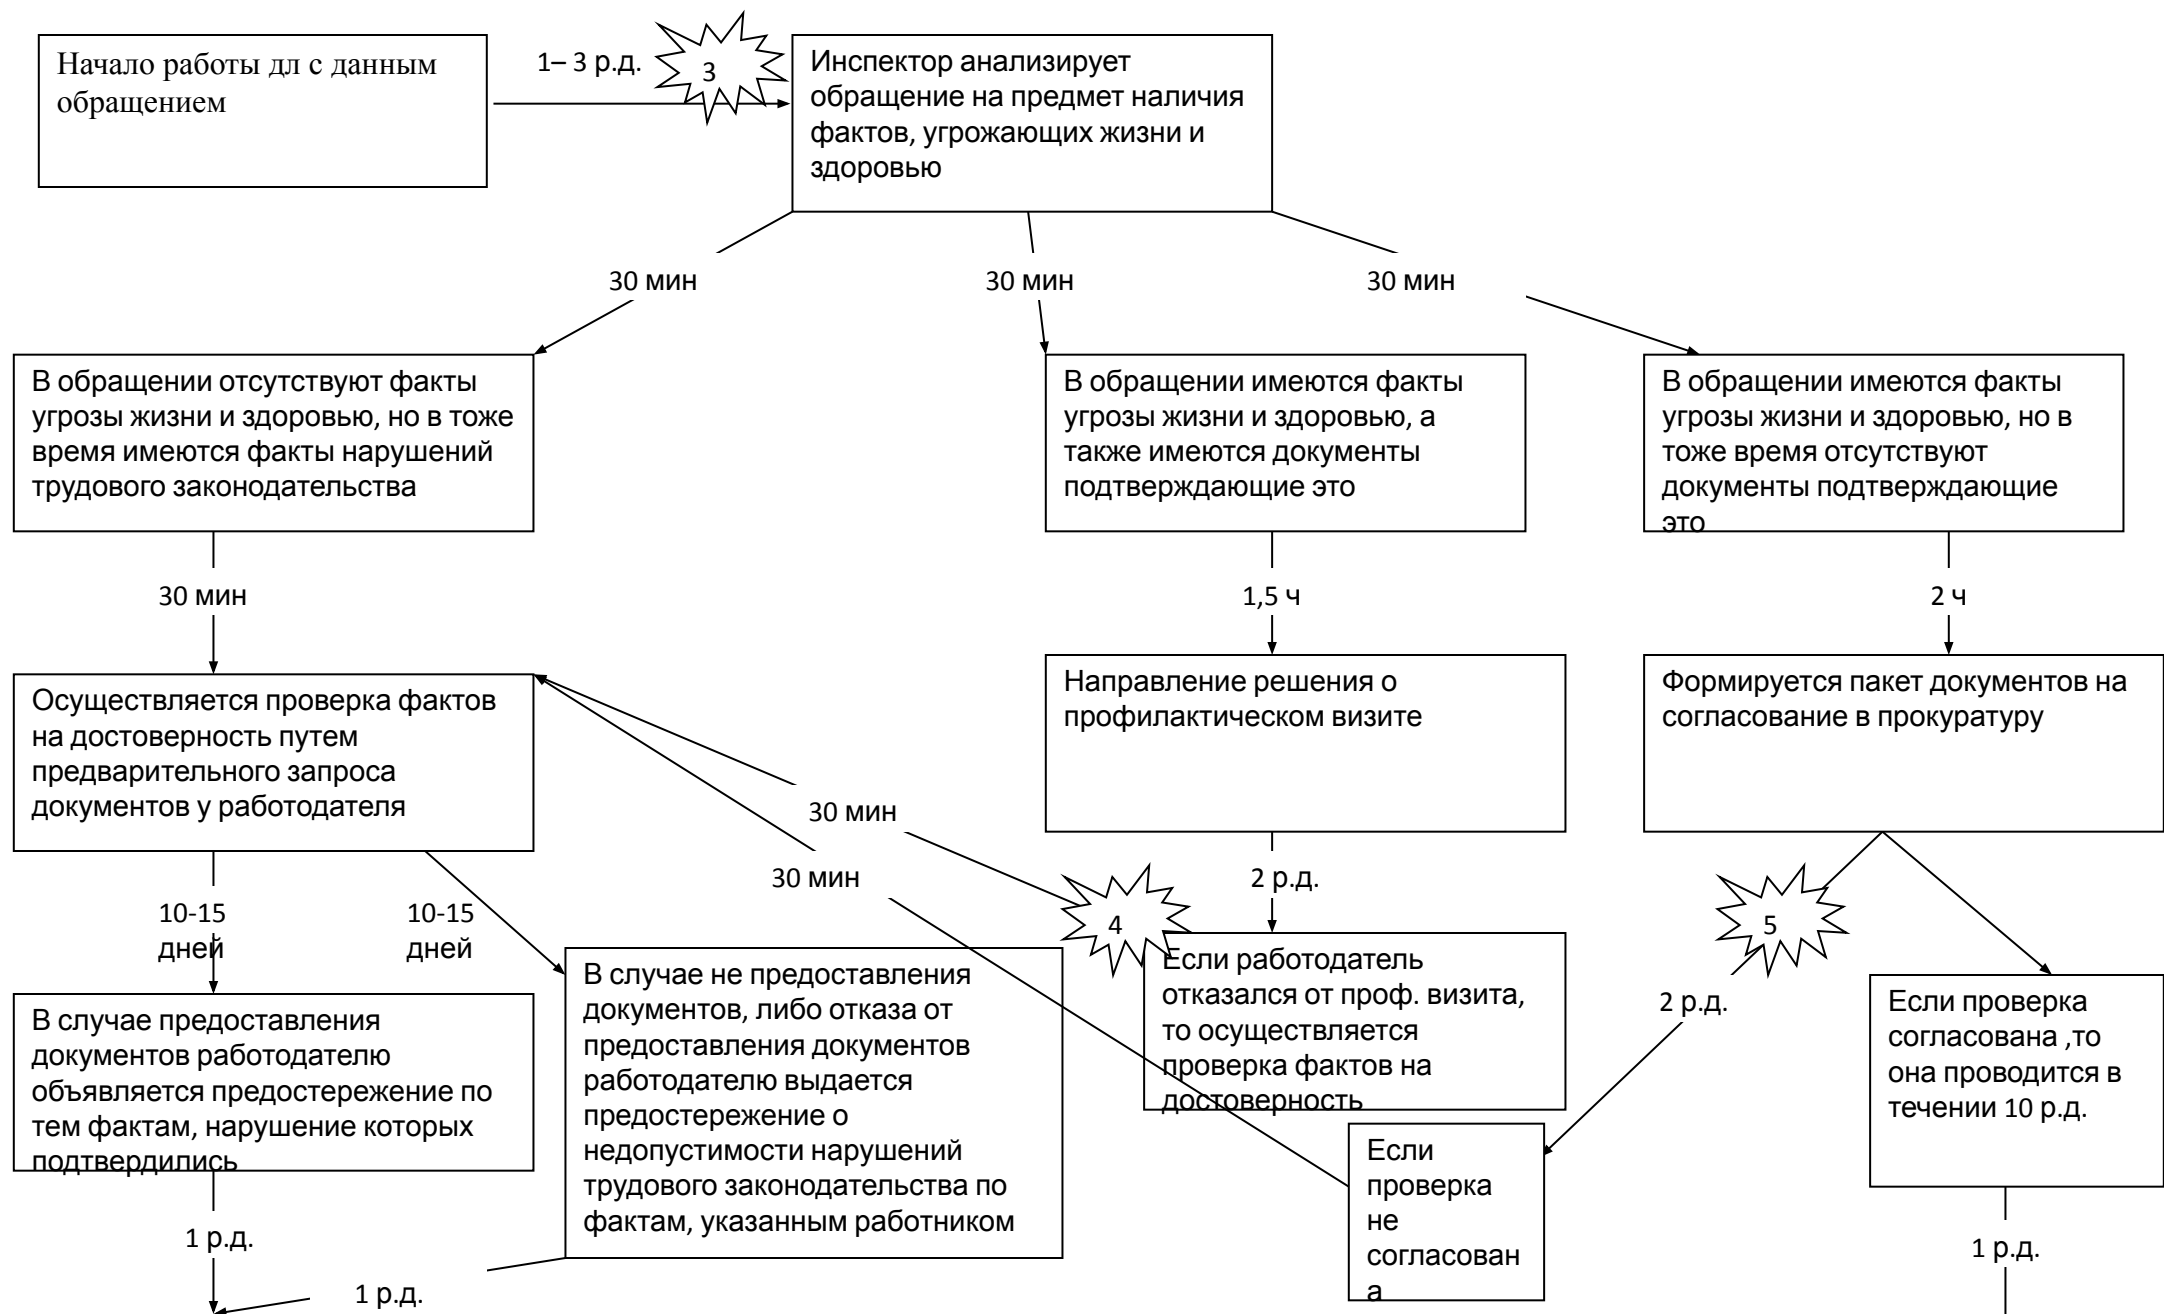 Начало работы дл с данным
обращением
1– 3 р.д.
3
Инспектор анализирует
обращение на предмет наличия
фактов, угрожающих жизни и
здоровью
30 мин
30 мин
30 мин
В обращении отсутствуют факты
угрозы жизни и здоровью, но в тоже
время имеются факты нарушений
трудового законодательства
В обращении имеются факты
угрозы жизни и здоровью, а
также имеются документы
подтверждающие это
В обращении имеются факты
угрозы жизни и здоровью, но в
тоже время отсутствуют
документы подтверждающие
это
30 мин
1,5 ч
2 ч
Осуществляется проверка фактов
на достоверность путем
предварительного запроса
документов у работодателя
Направление решения о
профилактическом визите
Формируется пакет документов на
согласование в прокуратуру
30 мин
30 мин
2 р.д.
10-15
дней
10-15
дней
4
5
В случае предоставления
документов работодателю
объявляется предостережение по
тем фактам, нарушение которых
подтвердились
В случае не предоставления
документов, либо отказа от
предоставления документов
работодателю выдается
предостережение о
недопустимости нарушений
трудового законодательства по
фактам, указанным работником
Если работодатель
отказался от проф. визита,
то осуществляется
проверка фактов на
достоверность
2 р.д.
Если проверка
согласована ,то
она проводится в
течении 10 р.д.
Если
проверка
не
согласован
а
1 р.д.
1 р.д.
1 р.д.